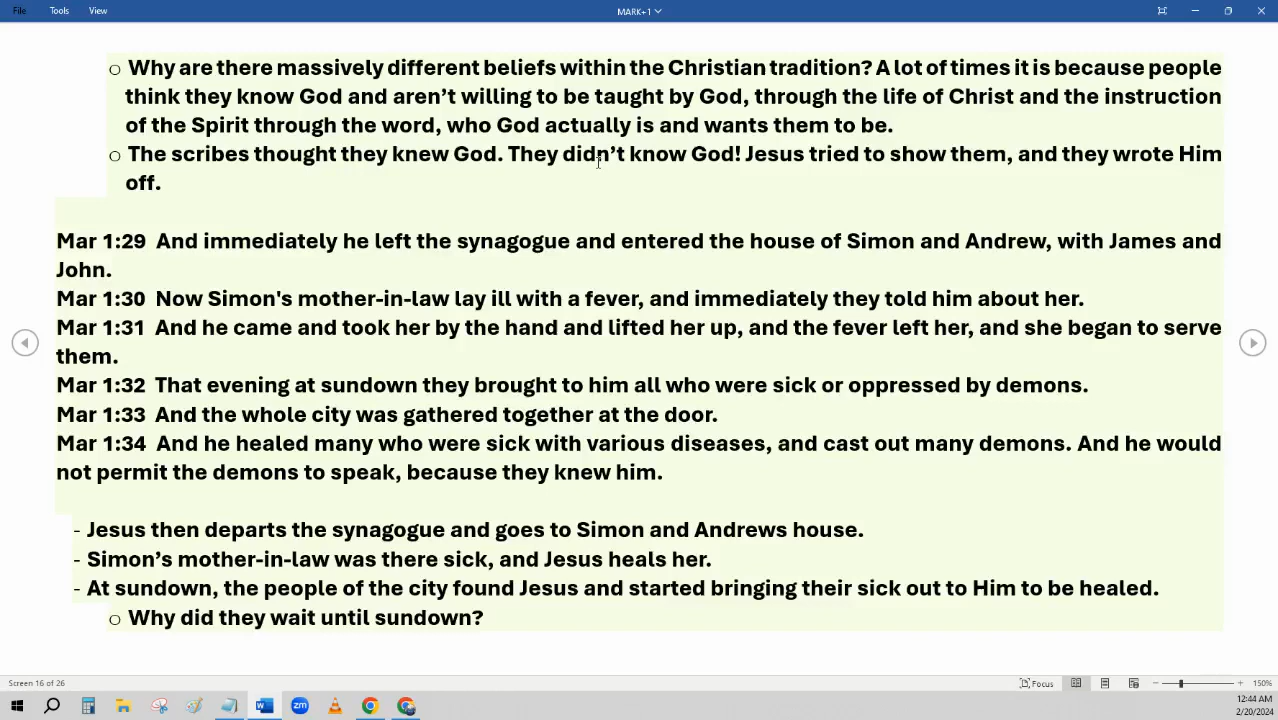 File Tools View MARK+1
o Why are there massively different beliefs within the Christian tradition? A lot of times it is because people
think they know God and aren't willing to be taught by God, through the life of Christ and the instruction
of the Spirit through the word, who God actually is and wants them to be.
o The scribes thought they knew God. They didn't know God! Jesus tried to show them, and they wrote Him
off.
Mar 1:29 And immediately he left the synagogue and entered the house of Simon and Andrew, with James and
John.
Mar 1:30 Now Simon's mother-in-law lay ill with a fever, and immediately they told him about her.
Mar 1:31 And he came and took her by the hand and lifted her up, and the fever left her, and she began to serve
them.
Mar 1:32 That evening at sundown they brought to him all who were sick or oppressed by demons.
Mar 1:33 And the whole city was gathered together at the door.
Mar 1:34 And he healed many who were sick with various diseases, and cast out many demons. And he would
not permit the demons to speak, because they knew him.
- Jesus then departs the synagogue and goes to Simon and Andrews house.
- Simon’s mother-in-law was there sick, and Jesus heals her.
- At sundown, the people of the city found Jesus and started bringing their sick out to Him to be healed.
o Why did they wait until sundown?
Screen 16 of 26 Focus 150%
zm W 12:44 AM
2/20/2024